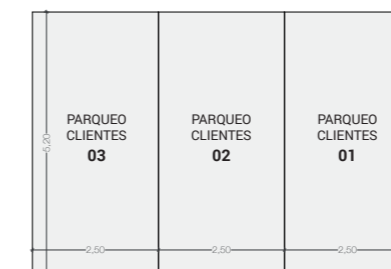 PARQUEO
CLIENTES
03
PARQUEO
CLIENTES
02
PARQUEO
CLIENTES
01
5,20
2,50
2,50
2,50